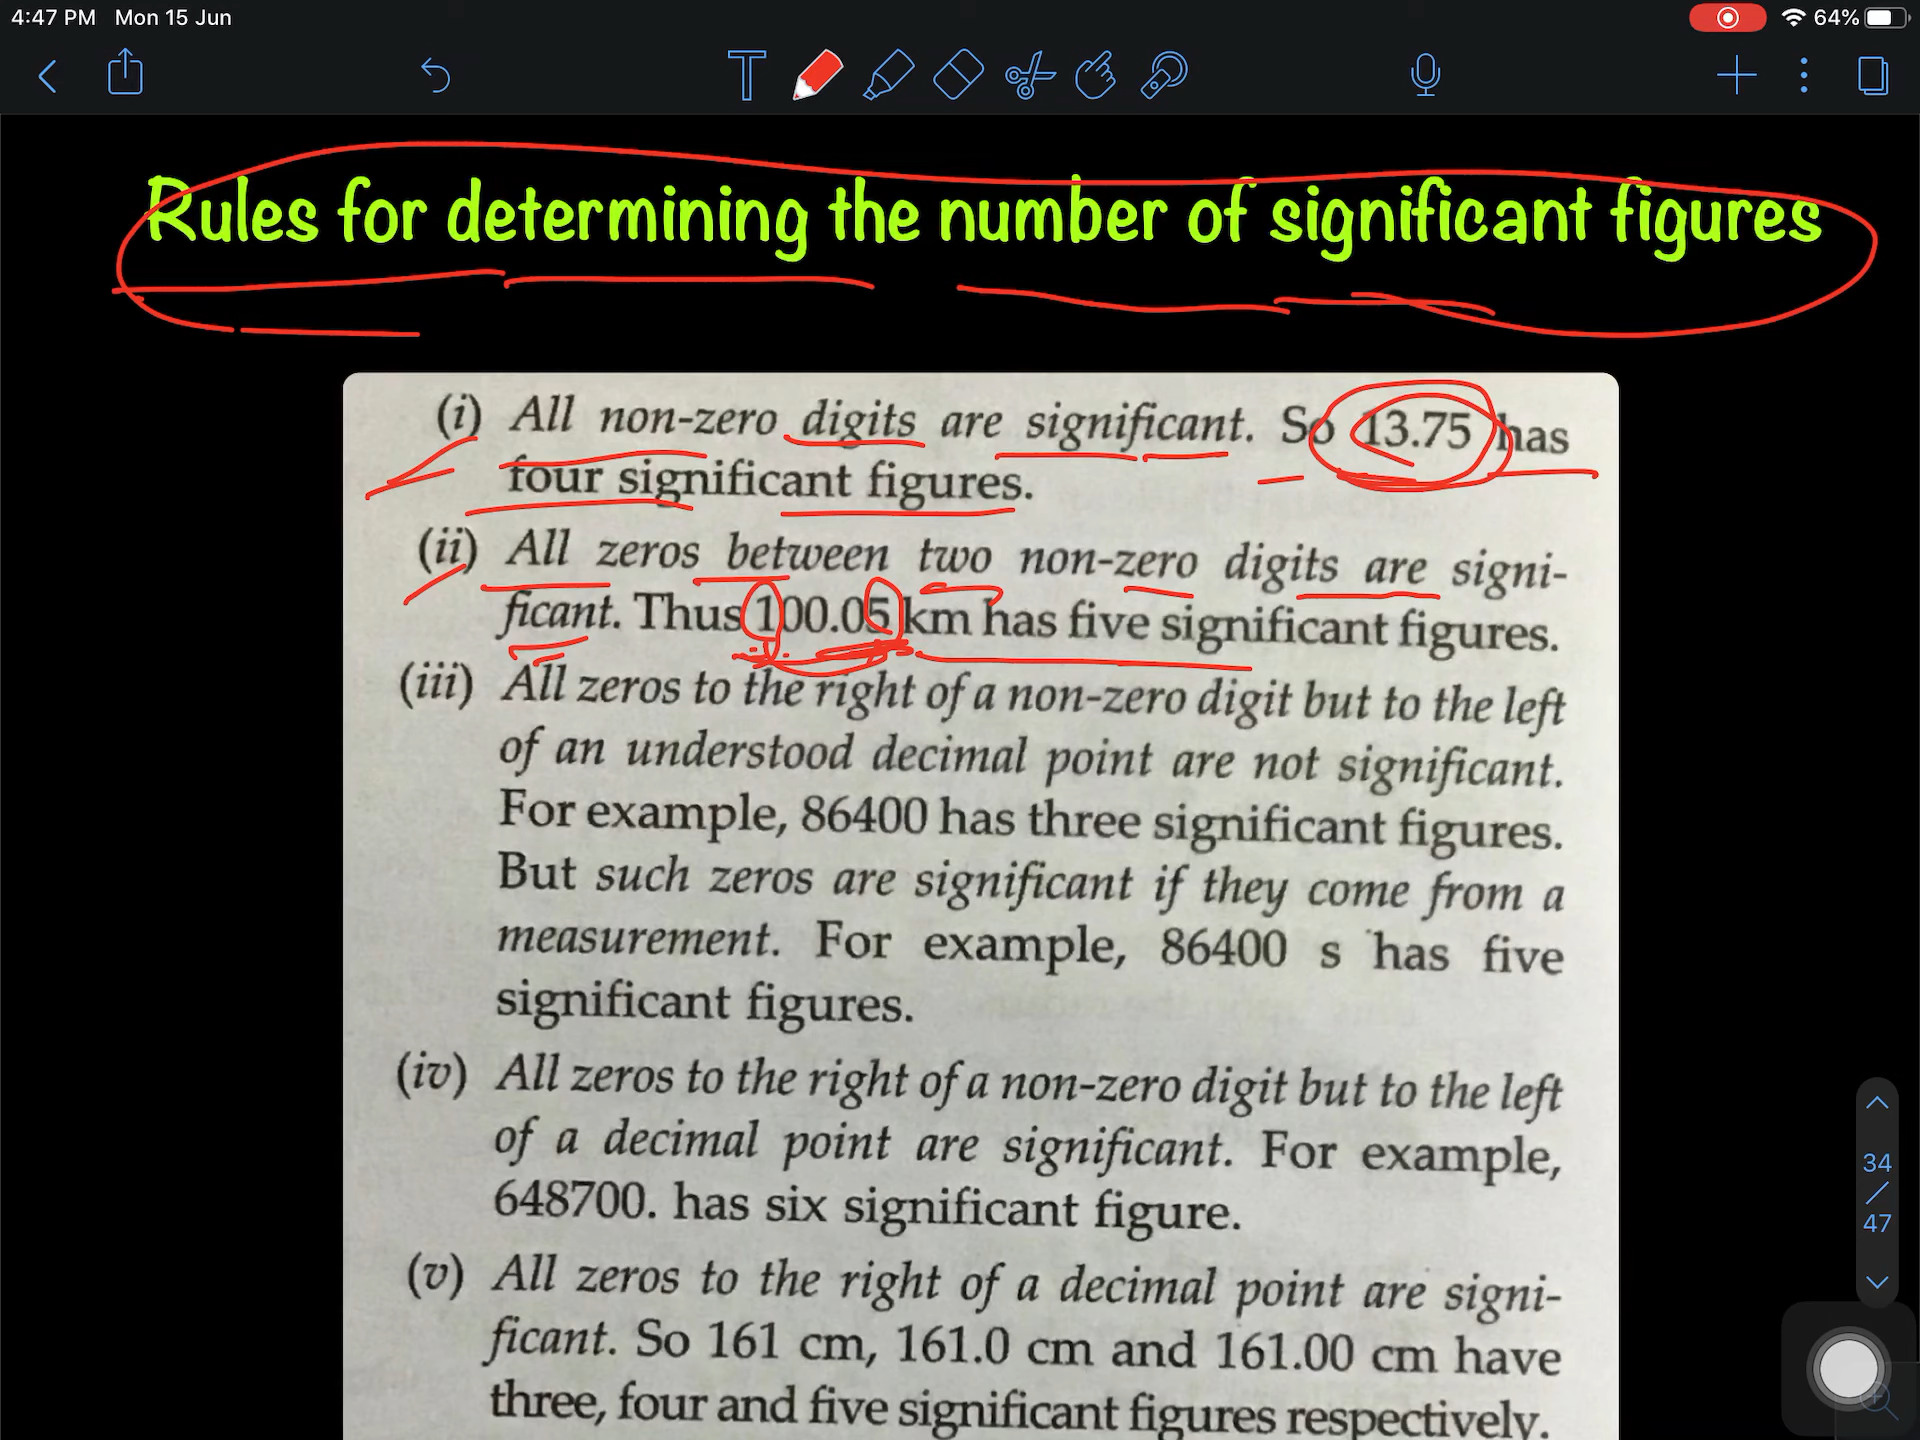 4:47 PM Mon 15 Jun
64%
Rules for determining the number of significant figures
(i) All non-zero digits are significant. So 13.75 has
four significant figures.
(ii) All zeros between two non-zero digits are signi-
ficant. Thus 100.05 km has five significant figures.
(iii) All zeros to the right of a non-zero digit but to the left
of an understood decimal point are not significant.
For example, 86400 has three significant figures.
But such zeros are significant if they come from a
measurement. For example, 86400 s has five
significant figures.
(iv) All zeros to the right of a non-zero digit but to the left
of a decimal point are significant. For example,
648700. has six significant figure.
(v) All zeros to the right of a decimal point are signi-
ficant. So 161 cm, 161.0 cm and 161.00 cm have
three, four and five significant figures respectively.
34
/
47